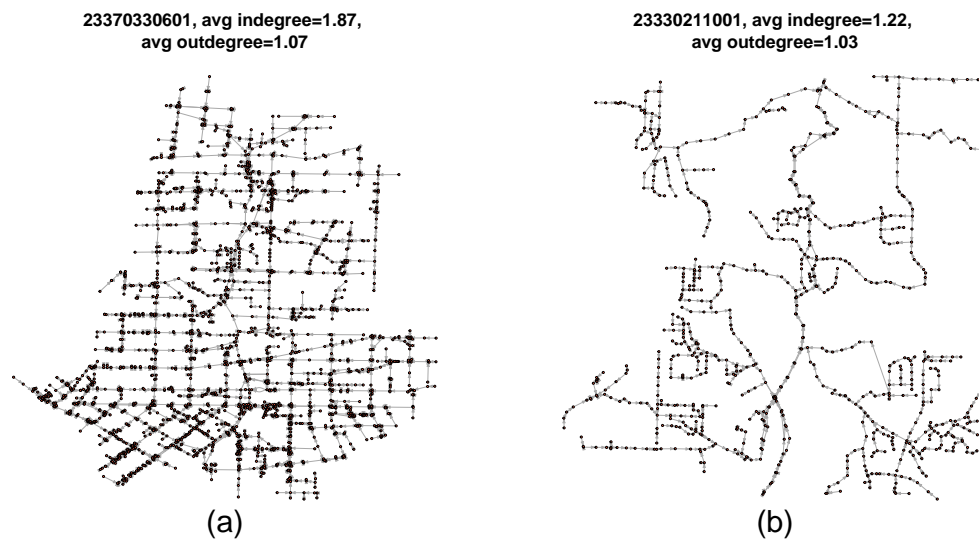 23370330601, avg indegree=1.87,
avg outdegree=1.07
23330211001, avg indegree=1.22,
avg outdegree=1.03
(a)
(b)